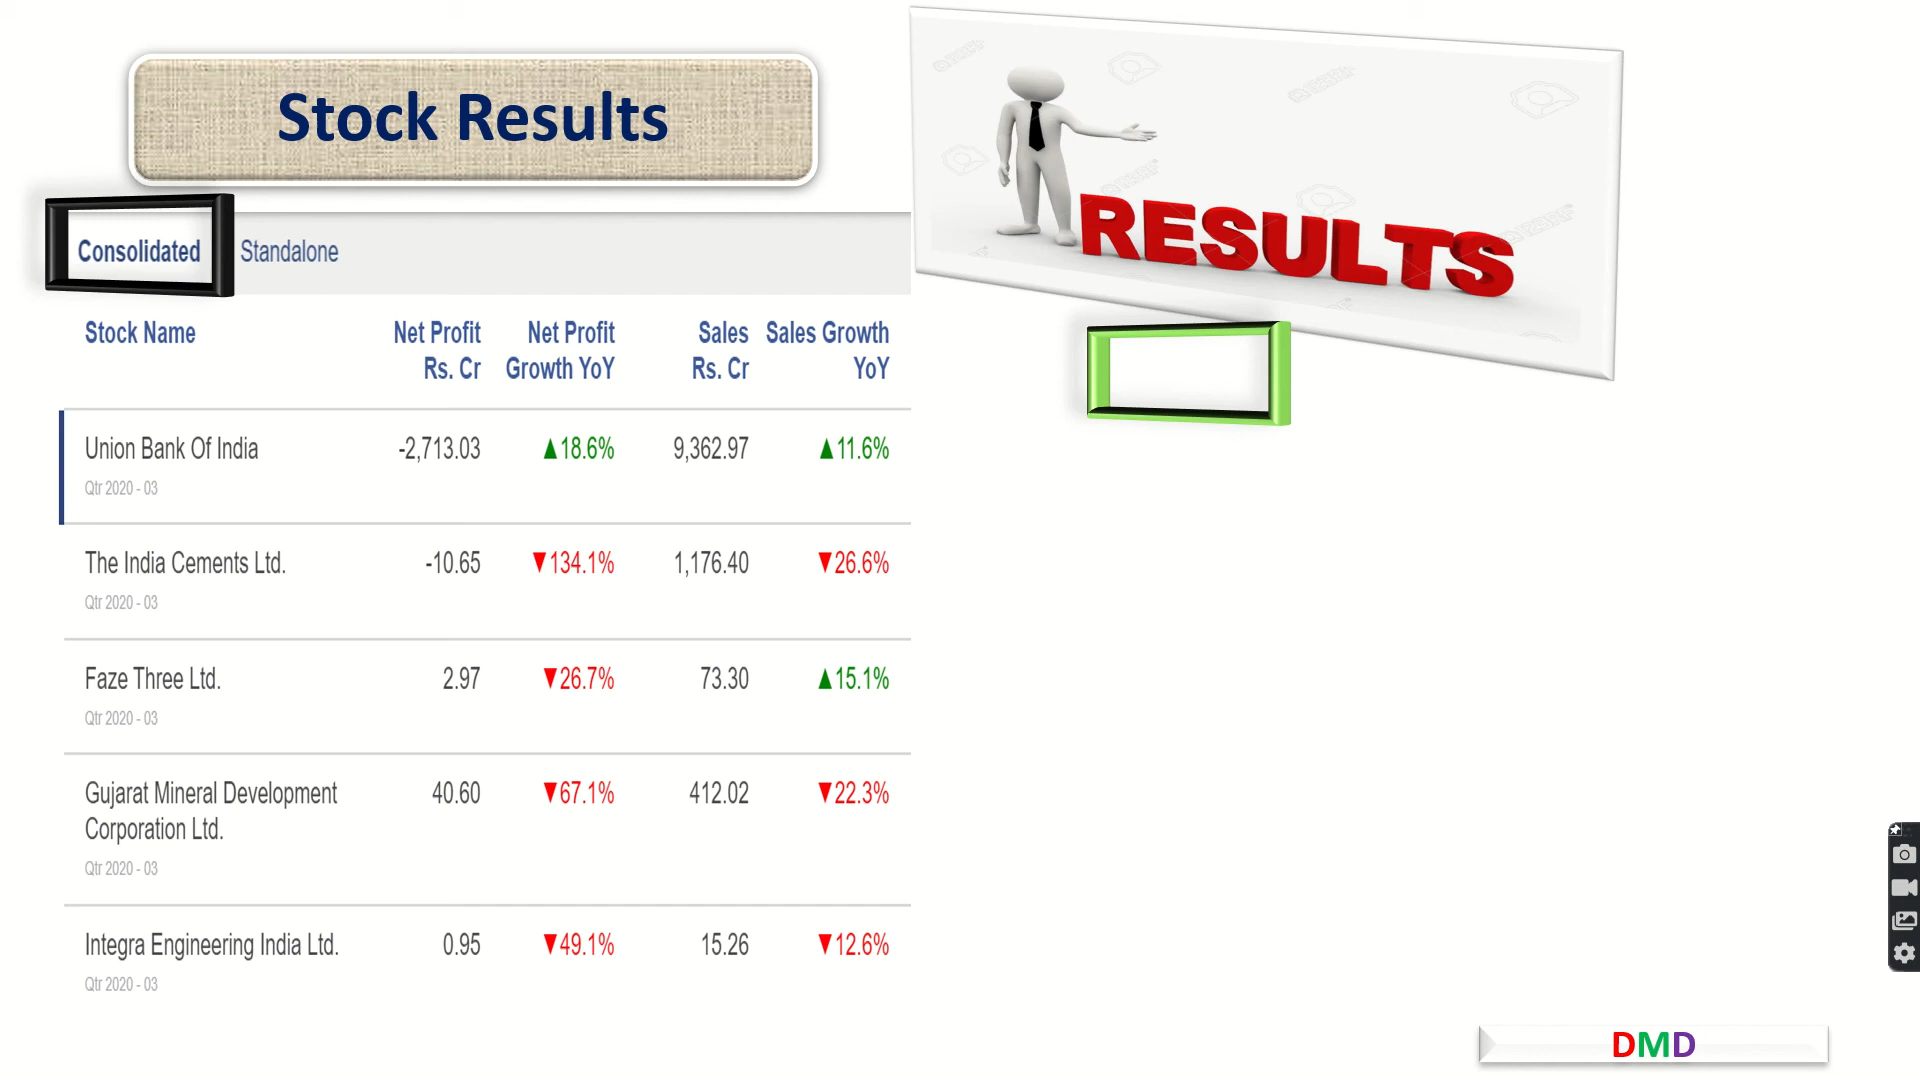 Stock Results
RESULTS
Consolidated Standalone
Stock Name Net Profit Net Profit Sales Sales Growth
Rs. Cr Growth YoY Rs. Cr YoY
Union Bank Of India -2,713.03 ▲18.6% 9,362.97 ▲11.6%
Qtr 2020 - 03
The India Cements Ltd. -10.65 ▼134.1% 1,176.40 ▼26.6%
Qtr 2020 - 03
Faze Three Ltd. 2.97 ▼26.7% 73.30 ▲15.1%
Qtr 2020 - 03
Gujarat Mineral Development 40.60 ▼67.1% 412.02 ▼22.3%
Corporation Ltd.
Qtr 2020 - 03
Integra Engineering India Ltd. 0.95 ▼49.1% 15.26 ▼12.6%
Qtr 2020 - 03
DMD